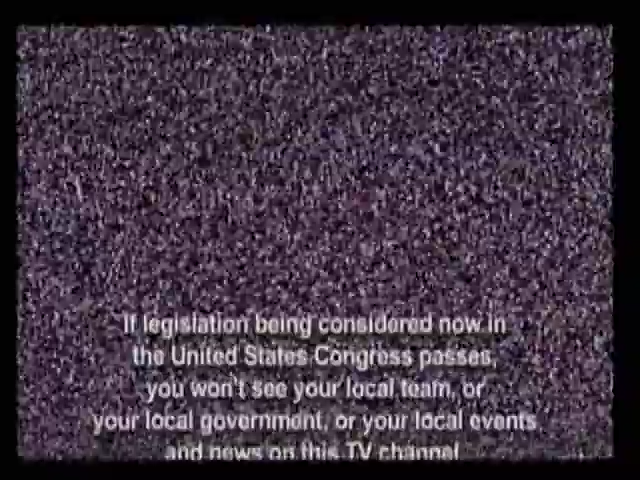 If legislation being considered now in
the United States Congress passes,
you won't see your local team, or
your local government, or your local events
and news on this TV channel